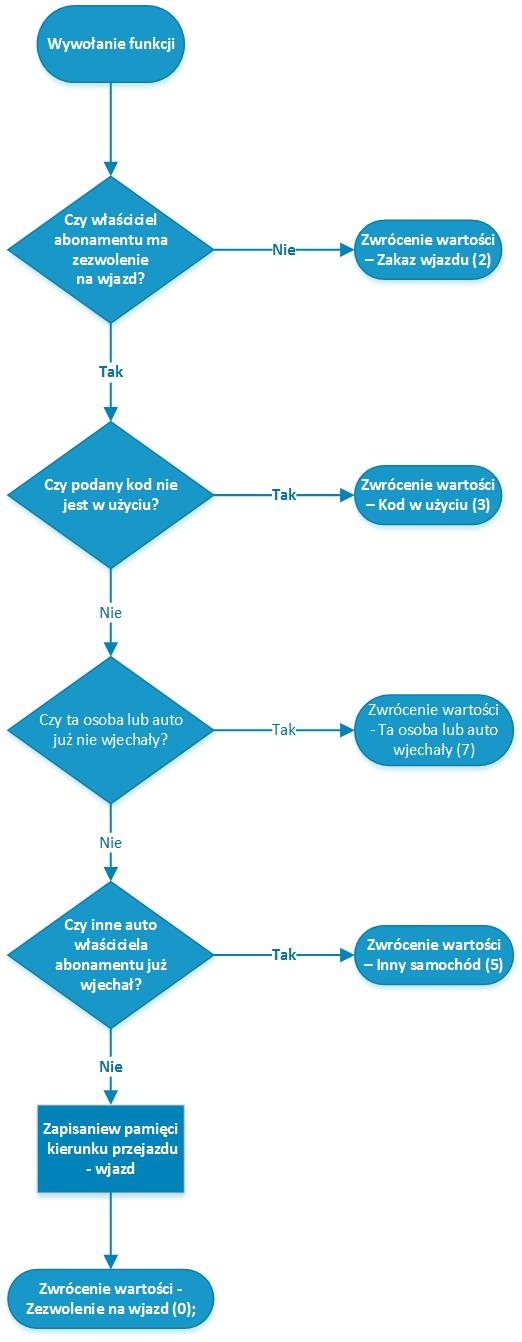 Wywołanie funkcji
Czy właściciel
abonamentu ma
zezwolenie
na wjazd?
Nie
Zwrócenie wartości
– Zakaz wjazdu (2)
Tak
Czy podany kod nie
jest w użyciu?
Tak
Zwrócenie wartości
– Kod w użyciu (3)
Nie
Czy ta osoba lub auto
już nie wjechały?
Tak
Zwrócenie wartości
- Ta osoba lub auto
wjechały (7)
Nie
Czy inne auto
właściciela
abonamentu już
wjechał?
Tak
Zwrócenie wartości
– Inny samochód (5)
Nie
Zapisaniew pamięci
kierunku przejazdu
- wjazd
Zwrócenie wartości -
Zezwolenie na wjazd (0);